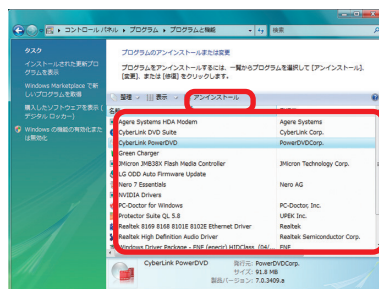 コントロール パネル ▸ プログラム ▸ プログラムと機能
検索
タスク
インストールされた更新プログラムを表示
Windows Marketplace で新しいプログラムを取得
購入したソフトウェアを表示 (デジタル ロッカー)
Windows の機能の有効化または無効化
プログラムのアンインストールまたは変更
プログラムをアンインストールするには、一覧からプログラムを選択して [アンインストール]、[変更]、または [修復] をクリックします。
整理 表示 アンインストール
Agere Systems HDA Modem Agere Systems
CyberLink DVD Suite CyberLink Corp.
CyberLink PowerDVD PowerDVDCorp.
Green Charger
JMicron JMB38X Flash Media Controller JMicron Technology Corp.
LG ODD Auto Firmware Update
Nero 7 Essentials Nero AG
NVIDIA Drivers
PC-Doctor for Windows PC-Doctor, Inc.
Protector Suite QL 5.8 UPEK Inc.
Realtek 8169 8168 8101E 8102E Ethernet Driver Realtek
Realtek High Definition Audio Driver Realtek Semiconductor Corp.
Windows Driver Package - ENE (enecir) HIDClass (04/... ENE
CyberLink PowerDVD 発行元: PowerDVDCorp.
サイズ: 91.8 MB
製品バージョン: 7.0.3409.a